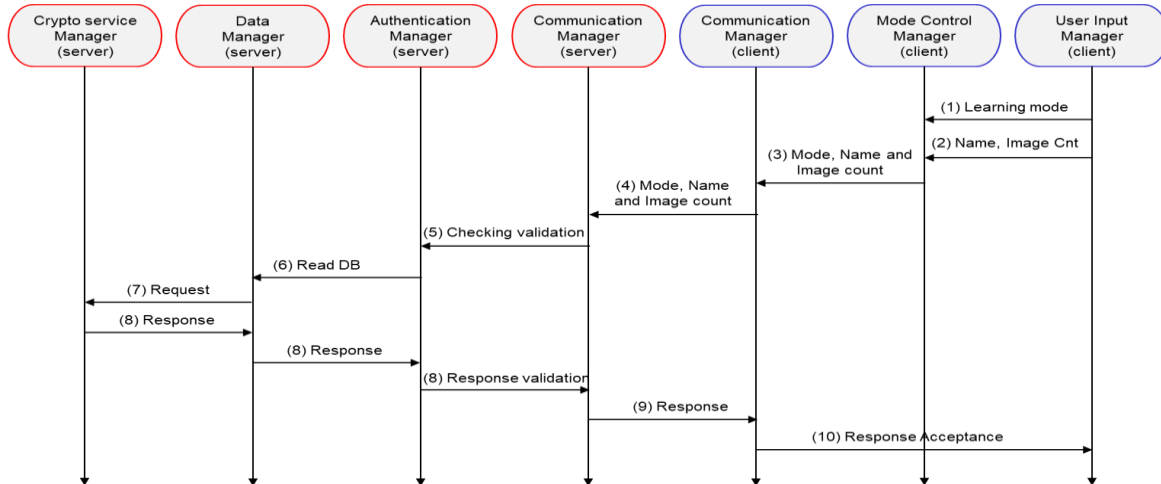 Crypto service
Manager
(server)
Data
Manager
(server)
Authentication
Manager
(server)
Communication
Manager
(server)
Communication
Manager
(client)
Mode Control
Manager
(client)
User Input
Manager
(client)
(1) Learning mode
(2) Name, Image Cnt
(3) Mode, Name and
Image count
(4) Mode, Name
and Image count
(5) Checking validation
(6) Read DB
(7) Request
(8) Response
(8) Response
(8) Response validation
(9) Response
(10) Response Acceptance